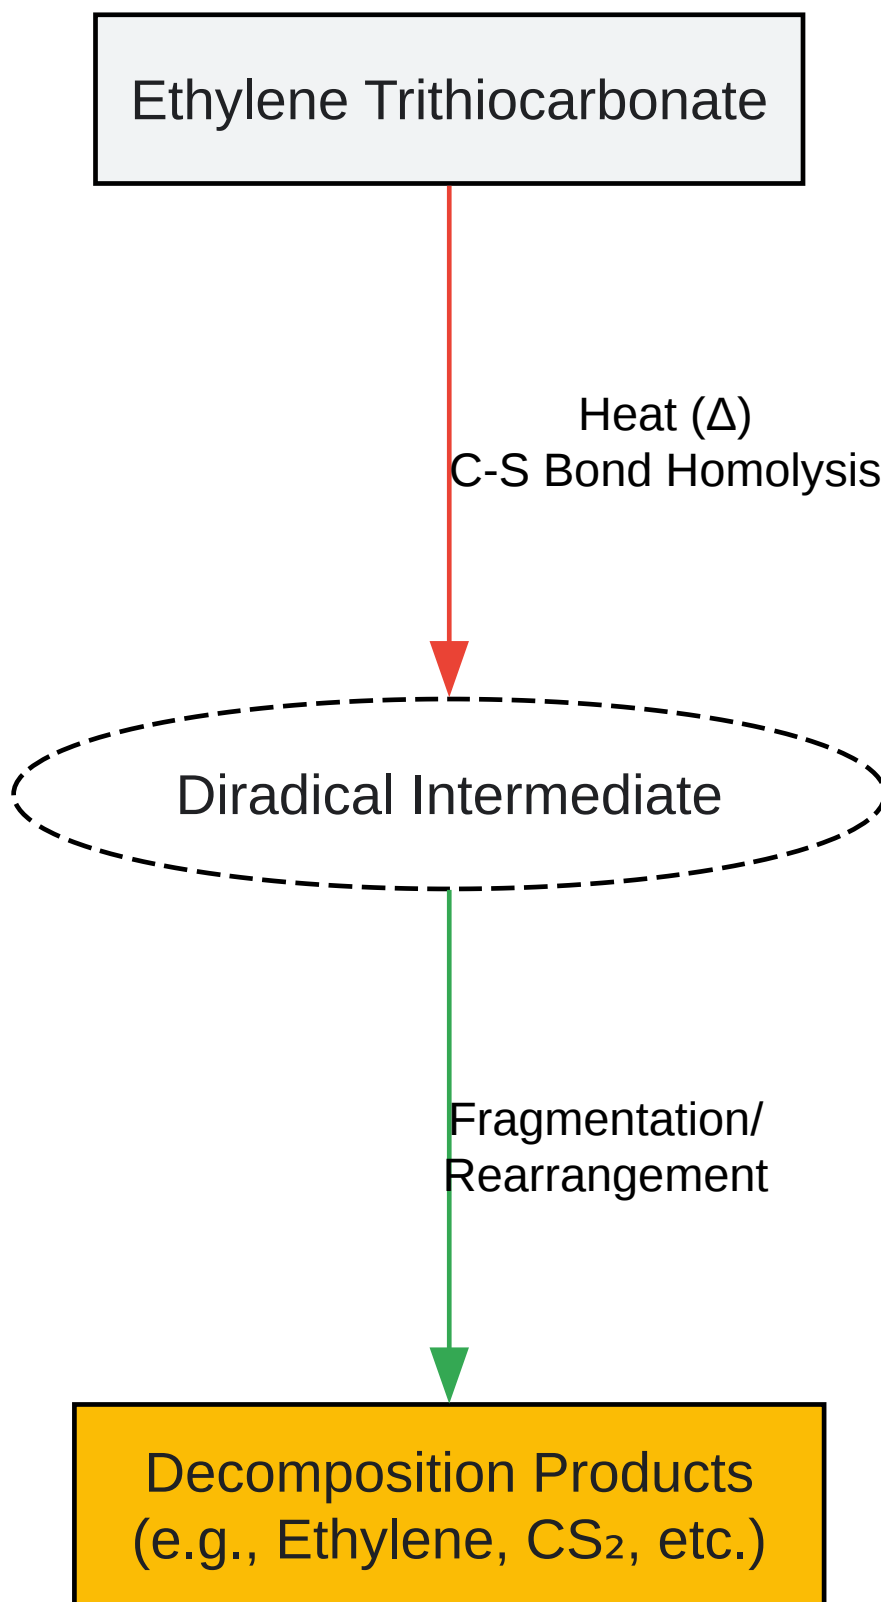 Ethylene Trithiocarbonate
Heat (Δ)
C-S Bond Homolysis
Diradical Intermediate
Fragmentation/
Rearrangement
Decomposition Products
(e.g., Ethylene, CS₂, etc.)